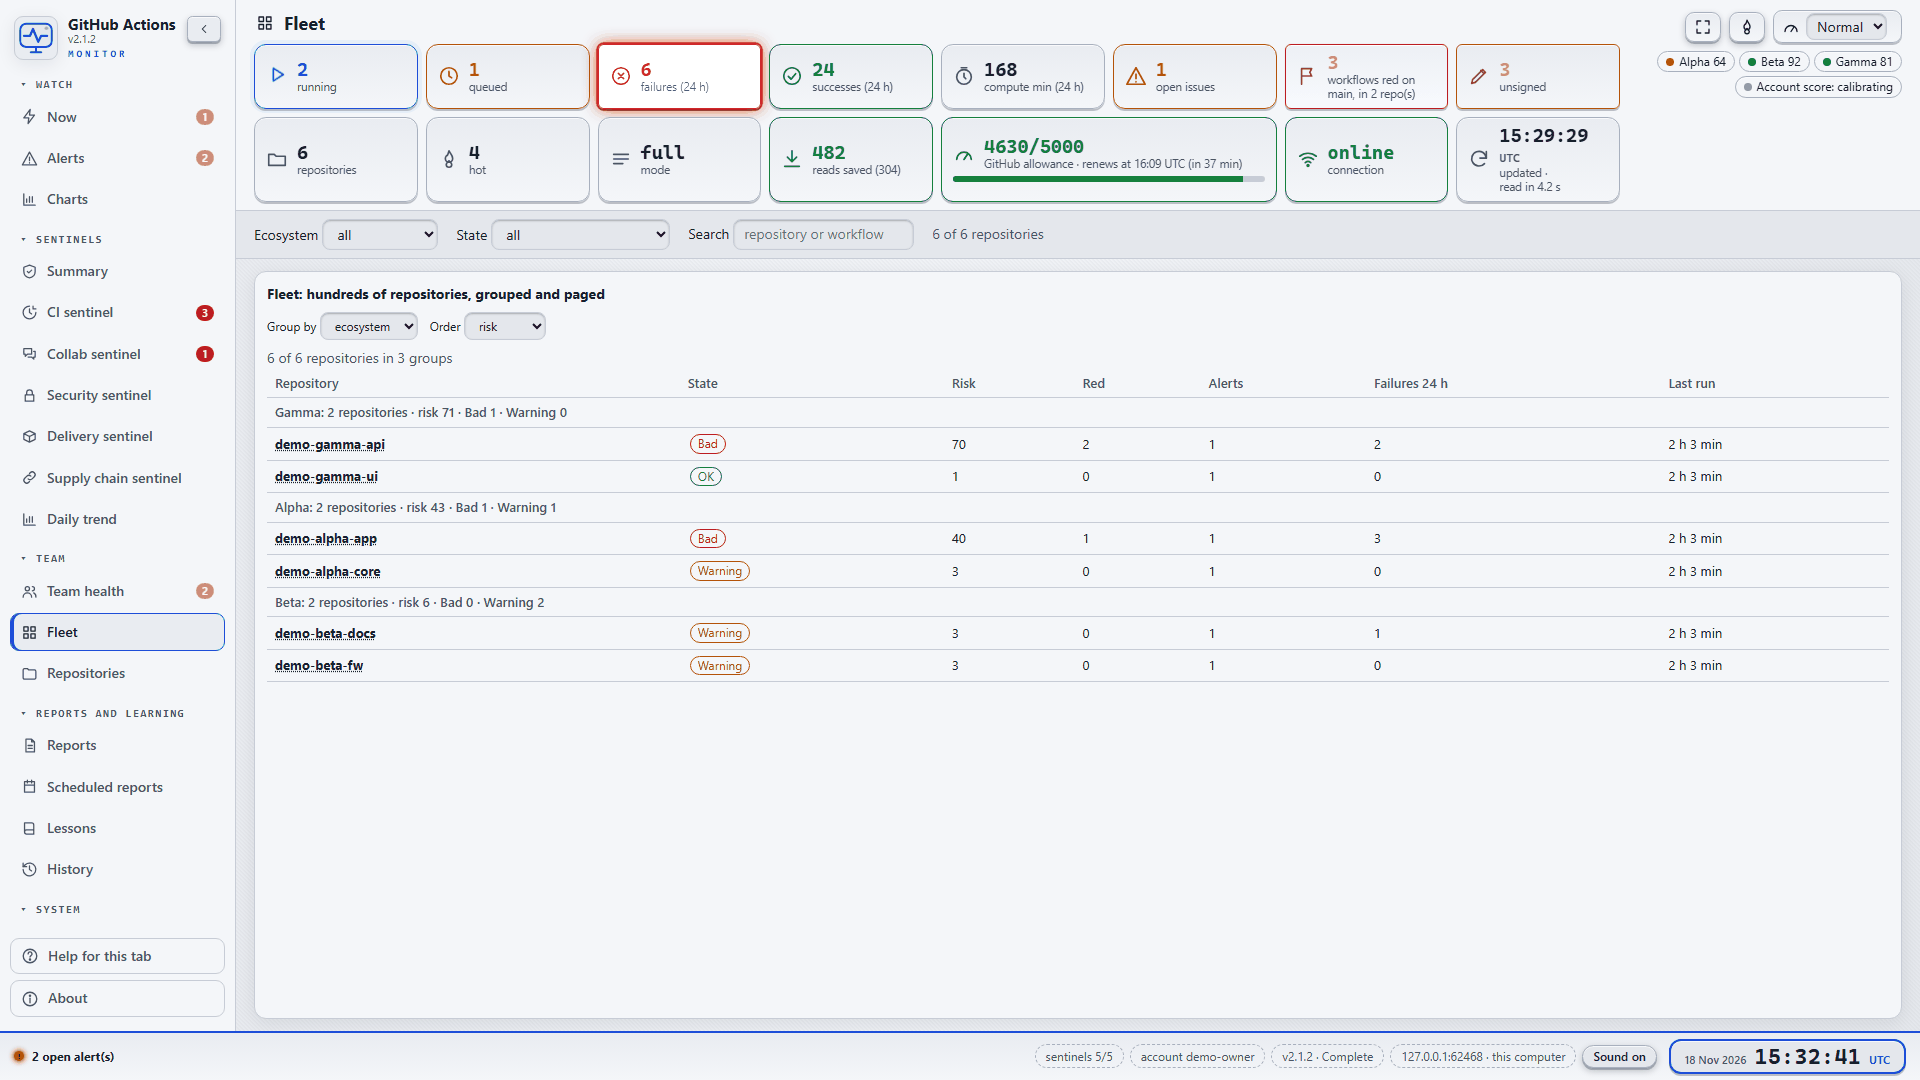 GitHub Actions
v2.1.2
MONITOR
WATCH
Now 1
Alerts 2
Charts
SENTINELS
Summary
CI sentinel 3
Collab sentinel 1
Security sentinel
Delivery sentinel
Supply chain sentinel
Daily trend
TEAM
Team health 2
Fleet
Repositories
REPORTS AND LEARNING
Reports
Scheduled reports
Lessons
History
SYSTEM
Help for this tab
About
Fleet
2
running
1
queued
6
failures (24 h)
24
successes (24 h)
168
compute min (24 h)
1
open issues
3
workflows red on
main, in 2 repo(s)
3
unsigned
Normal
Alpha 64
Beta 92
Gamma 81
Account score: calibrating
6
repositories
4
hot
full
mode
482
reads saved (304)
4630/5000
GitHub allowance · renews at 16:09 UTC (in 37 min)
online
connection
15:29:29
UTC
updated ·
read in 4.2 s
Ecosystem all State all Search repository or workflow 6 of 6 repositories
Fleet: hundreds of repositories, grouped and paged
Group by ecosystem Order risk
6 of 6 repositories in 3 groups
Repository State Risk Red Alerts Failures 24 h Last run
Gamma: 2 repositories · risk 71 · Bad 1 · Warning 0
demo-gamma-api Bad 70 2 1 2 2 h 3 min
demo-gamma-ui OK 1 0 1 0 2 h 3 min
Alpha: 2 repositories · risk 43 · Bad 1 · Warning 1
demo-alpha-app Bad 40 1 1 3 2 h 3 min
demo-alpha-core Warning 3 0 1 0 2 h 3 min
Beta: 2 repositories · risk 6 · Bad 0 · Warning 2
demo-beta-docs Warning 3 0 1 1 2 h 3 min
demo-beta-fw Warning 3 0 1 0 2 h 3 min
2 open alert(s)
sentinels 5/5
account demo-owner
v2.1.2 · Complete
127.0.0.1:62468 · this computer
Sound on
18 Nov 2026 15:32:41 UTC